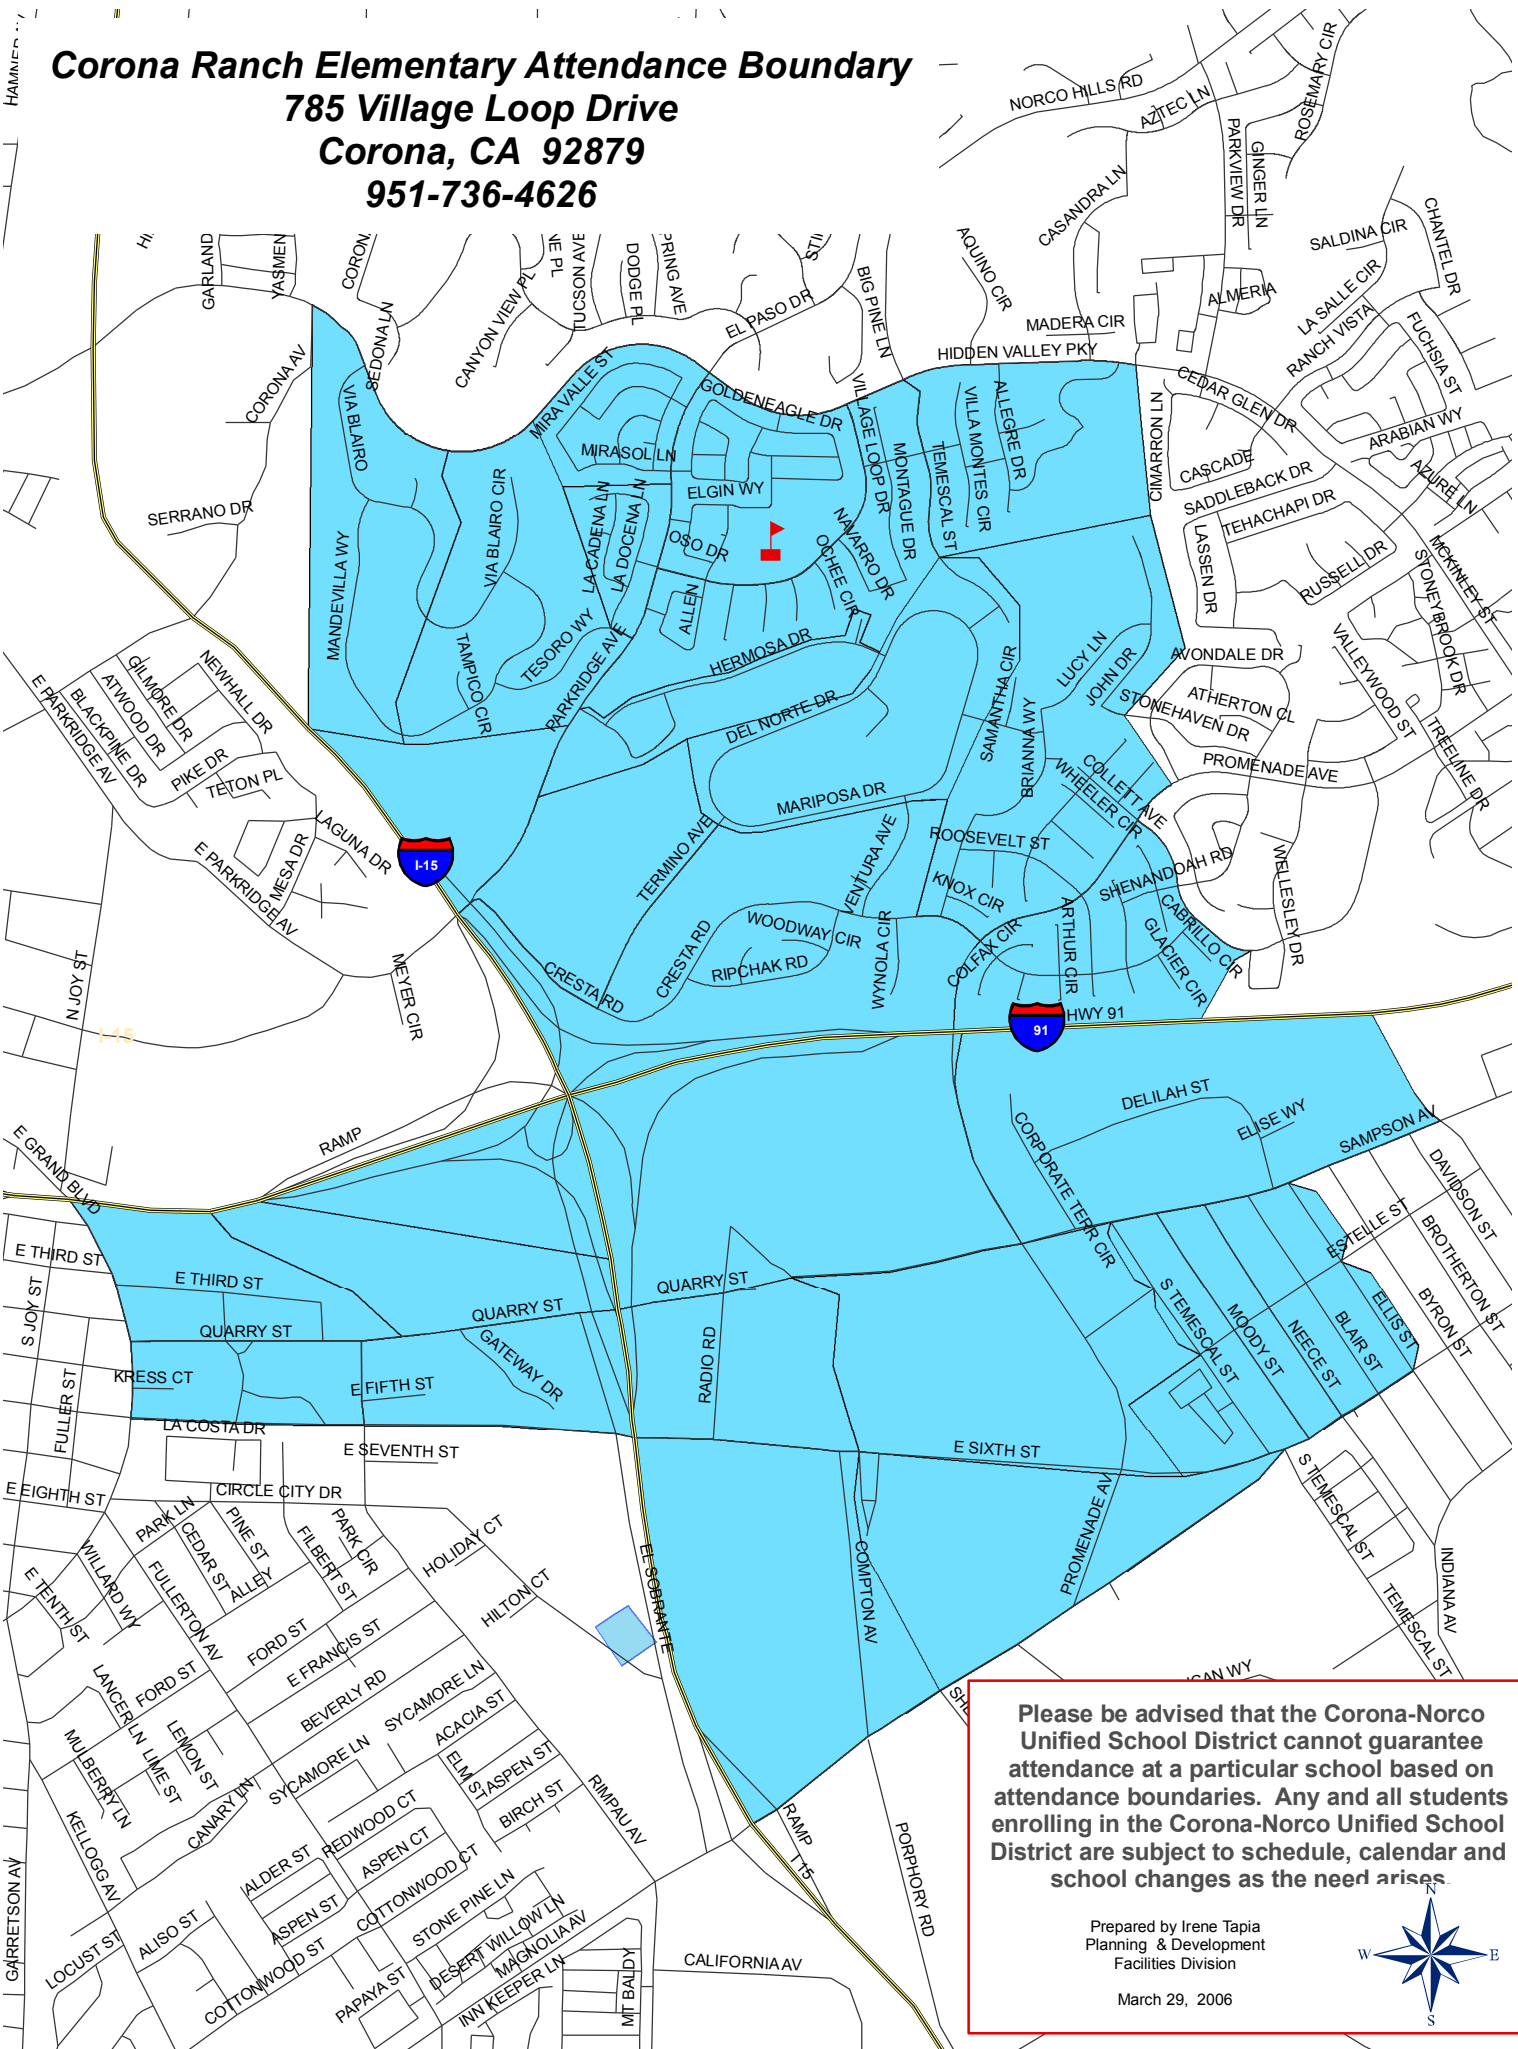 Corona Ranch Elementary Attendance Boundary
785 Village Loop Drive
Corona, CA 92879
951-736-4626
NORCO HILLS RD
AZTEC LN
ROSEMARY CIR
PARKVIEW DR
GINGER LN
CASANDRA LN
SALDINA CIR
CHANTEL DR
GARLAND
YASMEN
CORON
CANYON VIEW PL
NE PL
TUCSON AVE
DODGE PL
PRING AVE
EL PASO DR
BIG PINE LN
AQUINO CIR
ALMERIA
LA SALLE CIR
RANCH VISTA
FUCHSIA ST
MADERA CIR
HIDDEN VALLEY PKY
SEDONA LN
CORONA AV
VIA BLAIRO
MIRA VALLE ST
GOLDENEAGLE DR
VILLAGE LOOP DR
MONTAGUE DR
TEMESCAL ST
VILLA MONTES CIR
ALLEGRE DR
CIMARRON LN
CEDAR GLEN DR
ARABIAN WY
AZURE LN
CASCADE
SADDLEBACK DR
TEHACHAPI DR
MIRASOL LN
ELGIN WY
SERRANO DR
VIA BLAIRO CIR
LA CADENA LN
LA DOCENA LN
OSO DR
NAVARRO DR
OCHEE CIR
LASSEN DR
RUSSELL DR
MCKINLEY ST
STONEYBROOK DR
MANDEVILLA WY
ALLEN
TESORO WY
TAMPICO CIR
PARKRIDGE AVE
HERMOSA DR
DEL NORTE DR
SAMANTHA CIR
LUCY LN
JOHN DR
AVONDALE DR
ATHERTON CL
STONEHAVEN DR
VALLEYWOOD ST
TREELINE DR
PROMENADE AVE
BRIANNA WY
COLLETT AVE
WHEELER CIR
MARIPOSA DR
GILMORE DR
ATWOOD DR
BLACKPINE DR
E PARKRIDGE AV
NEWHALL DR
PIKE DR
TETON PL
LAGUNA DR
MESA DR
E PARKRIDGE AV
I-15
TERMINO AVE
VENTURA AVE
ROOSEVELT ST
KNOX CIR
SHENANDOAH RD
WELLESLEY DR
CABRILLO CIR
GLACIER CIR
ARTHUR CIR
COLFAX CIR
WOODWAY CIR
RIPCHAK RD
WYNOLA CIR
CRESTA RD
CRESTA RD
MEYER CIR
N JOY ST
I-15
HWY 91
91
DELILAH ST
ELISE WY
SAMPSON AV
RAMP
E GRAND BLVD
CORPORATE TERR CIR
DAVIDSON ST
ESTELLE ST
BROTHERTON ST
BYRON ST
ELLIS ST
BLAIR ST
NEECE ST
MOODY ST
S TEMESCAL ST
E THIRD ST
E THIRD ST
QUARRY ST
QUARRY ST
QUARRY ST
S JOY ST
KRESS CT
E FIFTH ST
GATEWAY DR
RADIO RD
FULLER ST
LA COSTA DR
E SEVENTH ST
E SIXTH ST
E EIGHTH ST
CIRCLE CITY DR
PARK LN
CEDAR ST
PINE ST
ALLEY
FILBERT ST
PARK CIR
HOLIDAY CT
HILTON CT
EL SOBRANTE
COMPTON AV
PROMENADE AV
S TEMESCAL ST
TEMESCAL ST
INDIANA AV
E TENTH ST
WILLARD WY
FULLERTON AV
FORD ST
FORD ST
E FRANCIS ST
BEVERLY RD
SYCAMORE LN
SYCAMORE LN
ACACIA ST
LANCER LN
LIME ST
LEMON ST
MULBERRY LN
CANARY LN
KELLOGG AV
ELM ST
ASPEN ST
BIRCH ST
RIMPAU AV
REDWOOD CT
ASPEN CT
COTTONWOOD CT
ALDER ST
ASPEN ST
COTTONWOOD ST
STONE PINE LN
DESERT WILLOW LN
MAGNOLIA AV
INN KEEPER LN
PAPAYA ST
MT BALDY
ALISO ST
LOCUST ST
GARRETSON AV
RAMP
I 15
PORPHORY RD
CALIFORNIA AV
Please be advised that the Corona-Norco
Unified School District cannot guarantee
attendance at a particular school based on
attendance boundaries. Any and all students
enrolling in the Corona-Norco Unified School
District are subject to schedule, calendar and
school changes as the need arises.
Prepared by Irene Tapia
Planning & Development
Facilities Division
March 29, 2006
N
W
E
S